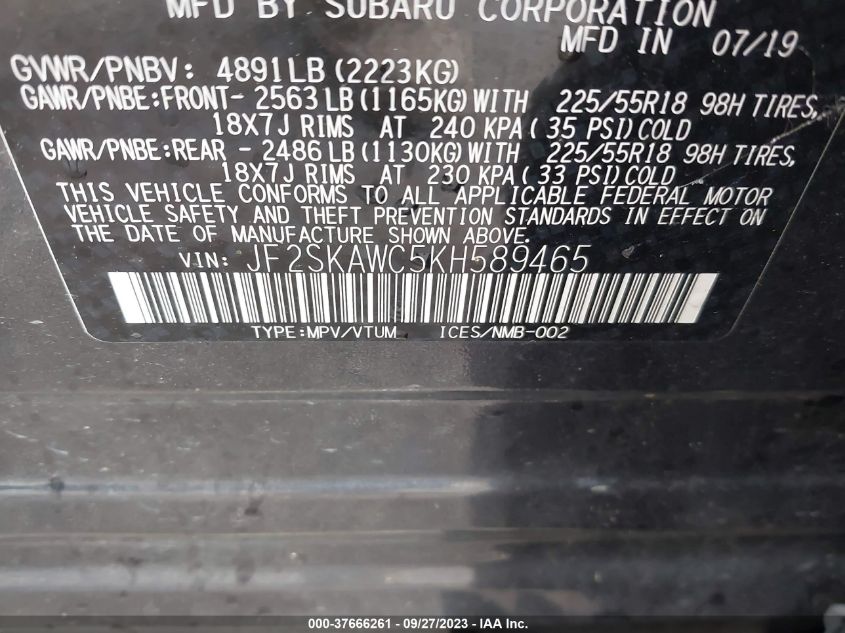 MFD BY SUBARU CORPORATION
MFD IN 07/19
GVWR/PNBV: 4891LB (2223KG)
GAWR/PNBE:FRONT- 2563LB (1165KG) WITH 225/55R18 98H TIRES,
18X7J RIMS AT 240 KPA ( 35 PSI) COLD
GAWR/PNBE:REAR - 2486LB (1130KG) WITH 225/55R18 98H TIRES,
18X7J RIMS AT 230 KPA ( 33 PSI) COLD
THIS VEHICLE CONFORMS TO ALL APPLICABLE FEDERAL MOTOR
VEHICLE SAFETY AND THEFT PREVENTION STANDARDS IN EFFECT ON
THE DATE OF MANUFACTURE SHOWN ABOVE.
VIN: JF2SKAWC5KH589465
TYPE:MPV/VTUM ICES/NMB-002
000-37666261 - 09/27/2023 - IAA Inc.